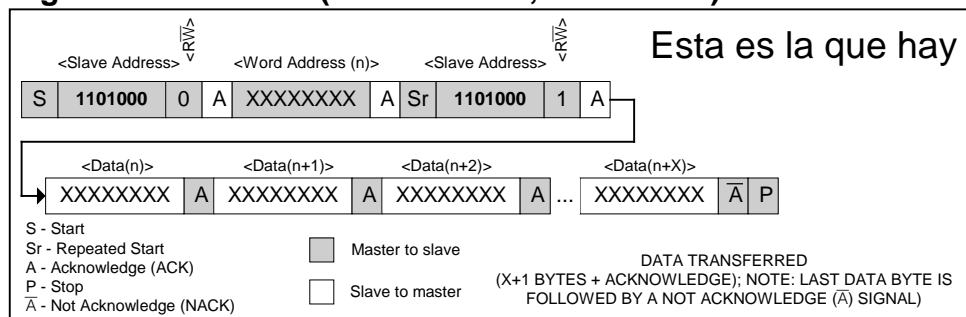 <RW̅>
<RW̅>
Esta es la que hay
<Slave Address>
<Word Address (n)>
<Slave Address>
S 1101000 0 A XXXXXXXX A Sr 1101000 1 A
<Data(n)>
<Data(n+1)>
<Data(n+2)>
<Data(n+X)>
XXXXXXXX A XXXXXXXX A XXXXXXXX A ... XXXXXXXX A̅ P
S - Start
Sr - Repeated Start
A - Acknowledge (ACK)
P - Stop
A̅ - Not Acknowledge (NACK)
Master to slave
Slave to master
DATA TRANSFERRED
(X+1 BYTES + ACKNOWLEDGE); NOTE: LAST DATA BYTE IS
FOLLOWED BY A NOT ACKNOWLEDGE (A̅) SIGNAL)